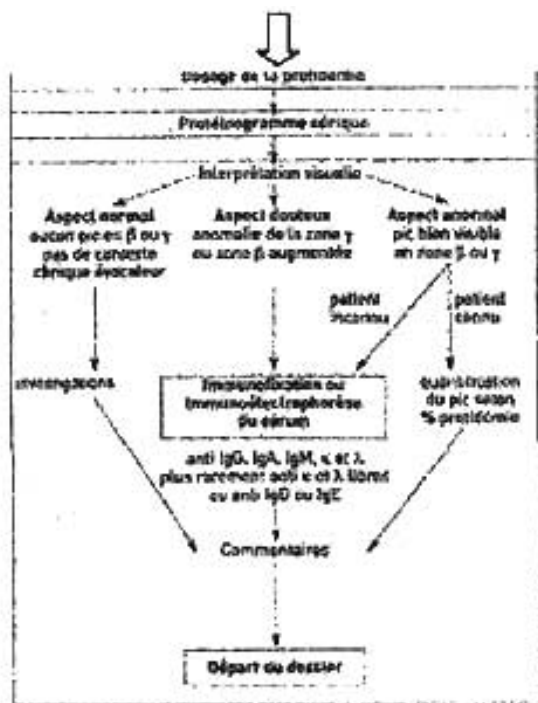 Dosage de la protidémie
Protéinogramme sérique
Interprétation visuelle
Aspect normal
aucun pic en β ou γ
pas de contexte
clinique évocateur
Aspect douteux
anomalie de la zone γ
ou zone β augmentée
Aspect anormal
pic bien visible
en zone β ou γ
patient
inconnu
patient
connu
investigations
Immunofixation ou
immunoélectrophorèse
du sérum
quantification
du pic selon
% protidémie
anti IgG, IgA, IgM, κ et λ
plus rarement anti κ et λ libres
ou anti IgD ou IgE
Commentaires
Départ du dossier